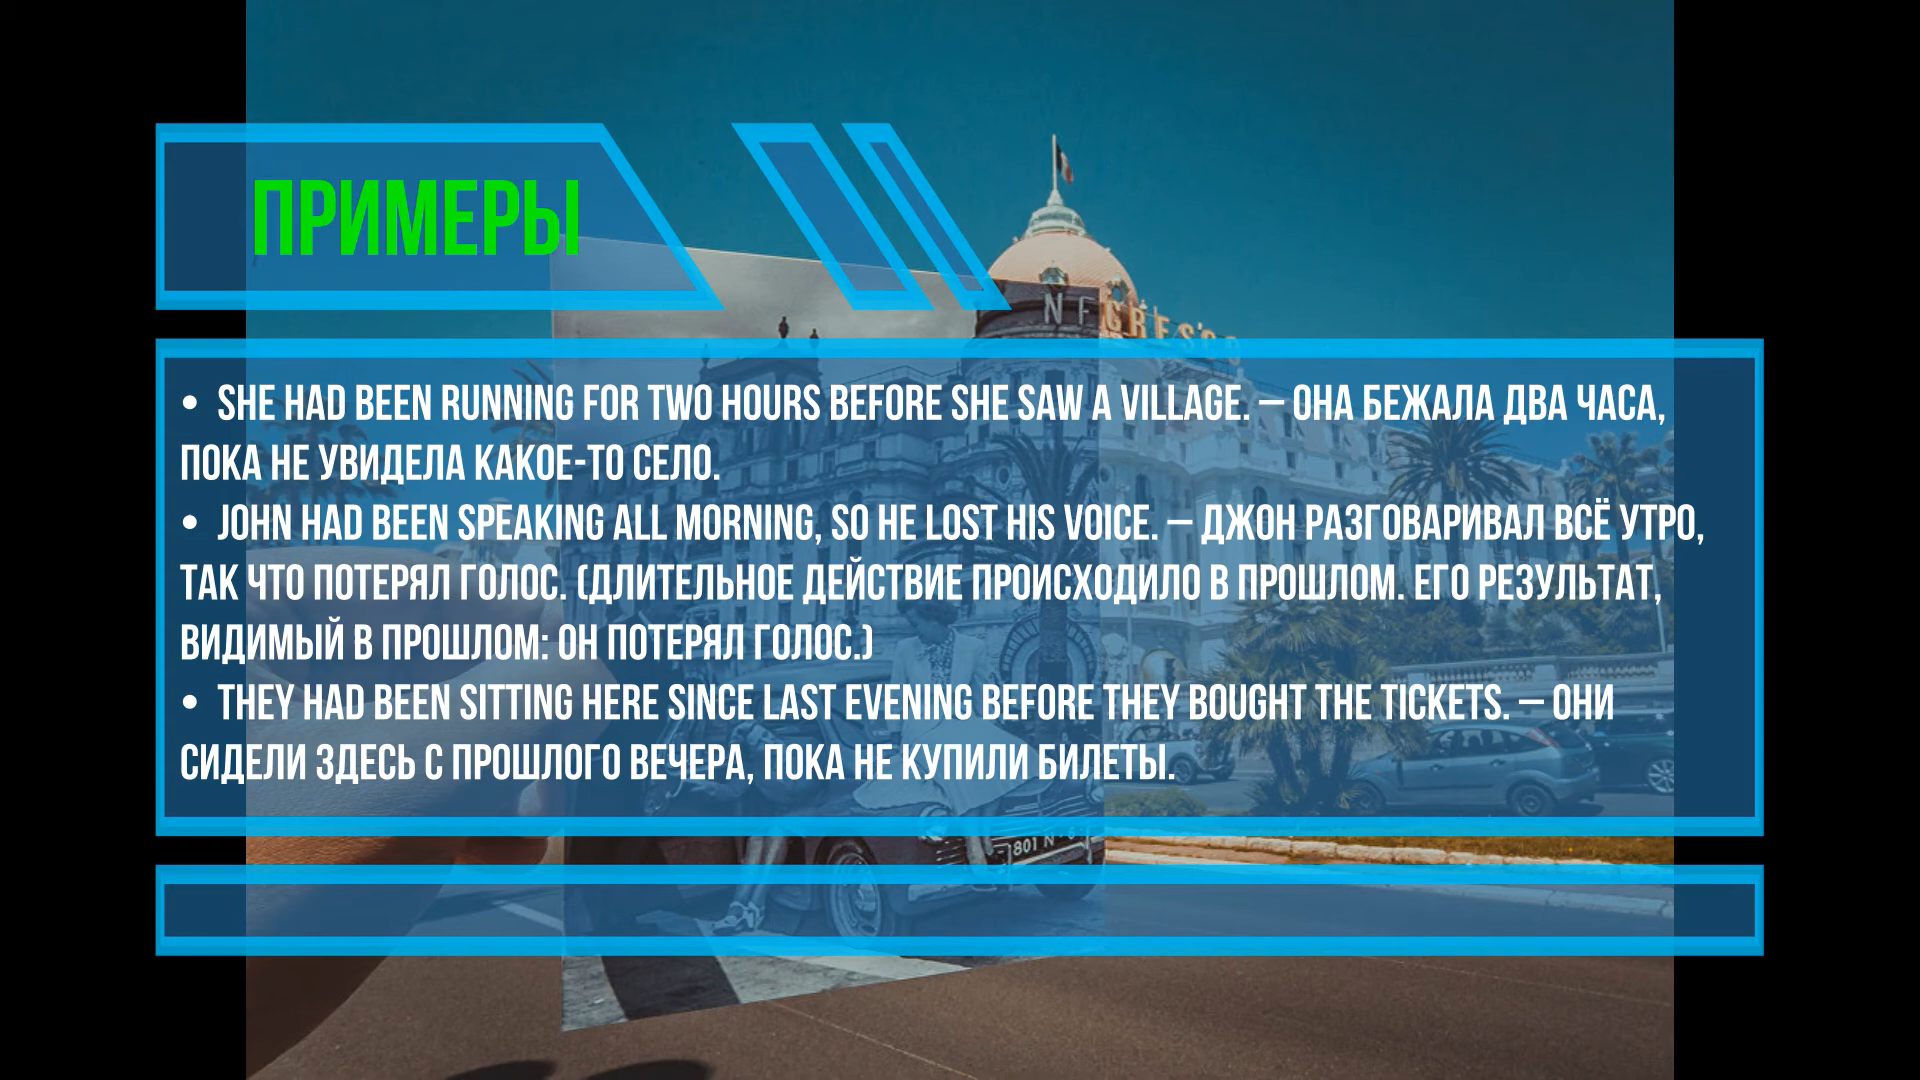 ПРИМЕРЫ
NEGRESCO
• SHE HAD BEEN RUNNING FOR TWO HOURS BEFORE SHE SAW A VILLAGE. – ОНА БЕЖАЛА ДВА ЧАСА,
ПОКА НЕ УВИДЕЛА КАКОЕ-ТО СЕЛО.
• JOHN HAD BEEN SPEAKING ALL MORNING, SO HE LOST HIS VOICE. – ДЖОН РАЗГОВАРИВАЛ ВСЁ УТРО,
ТАК ЧТО ПОТЕРЯЛ ГОЛОС. (ДЛИТЕЛЬНОЕ ДЕЙСТВИЕ ПРОИСХОДИЛО В ПРОШЛОМ. ЕГО РЕЗУЛЬТАТ,
ВИДИМЫЙ В ПРОШЛОМ: ОН ПОТЕРЯЛ ГОЛОС.)
• THEY HAD BEEN SITTING HERE SINCE LAST EVENING BEFORE THEY BOUGHT THE TICKETS. – ОНИ
СИДЕЛИ ЗДЕСЬ С ПРОШЛОГО ВЕЧЕРА, ПОКА НЕ КУПИЛИ БИЛЕТЫ.
801 N